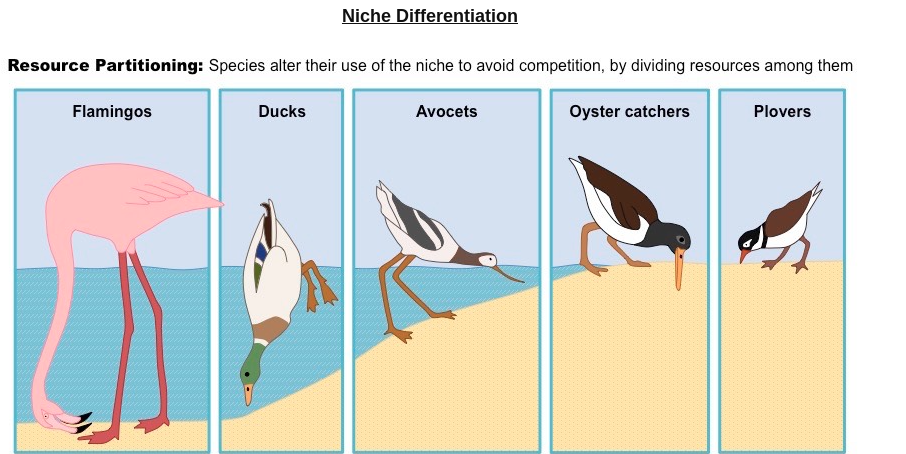 Niche Differentiation
Resource Partitioning: Species alter their use of the niche to avoid competition, by dividing resources among them
Flamingos
Ducks
Avocets
Oyster catchers
Plovers